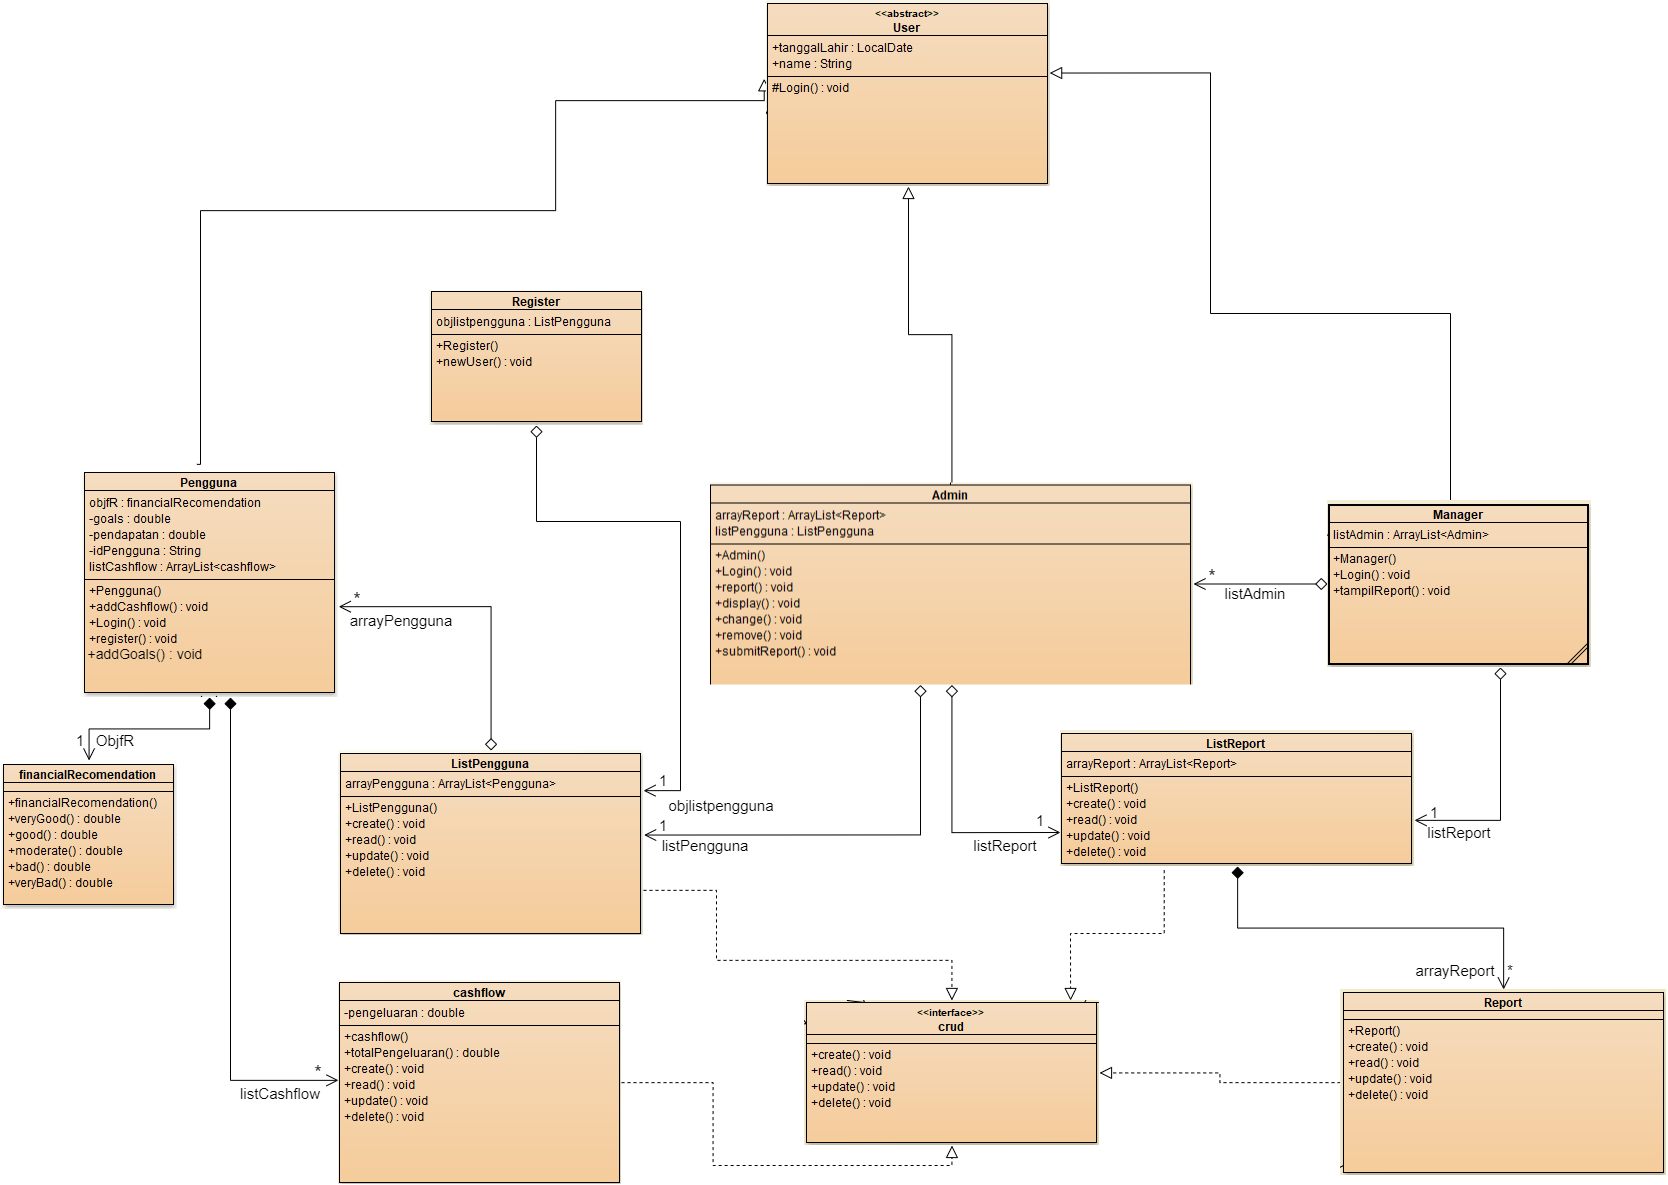 <<abstract>>
User
+tanggalLahir : LocalDate
+name : String
#Login() : void
Register
objlistpengguna : ListPengguna
+Register()
+newUser() : void
Pengguna
objfR : financialRecomendation
-goals : double
-pendapatan : double
-idPengguna : String
listCashflow : ArrayList<cashflow>
+Pengguna()
+addCashflow() : void
+Login() : void
+register() : void
+addGoals() : void
Admin
arrayReport : ArrayList<Report>
listPengguna : ListPengguna
+Admin()
+Login() : void
+report() : void
+display() : void
+change() : void
+remove() : void
+submitReport() : void
Manager
listAdmin : ArrayList<Admin>
+Manager()
+Login() : void
+tampilReport() : void
*
listAdmin
*
arrayPengguna
1
ObjfR
financialRecomendation
+financialRecomendation()
+veryGood() : double
+good() : double
+moderate() : double
+bad() : double
+veryBad() : double
ListPengguna
arrayPengguna : ArrayList<Pengguna>
+ListPengguna()
+create() : void
+read() : void
+update() : void
+delete() : void
1
objlistpengguna
1
listPengguna
1
listReport
ListReport
arrayReport : ArrayList<Report>
+ListReport()
+create() : void
+read() : void
+update() : void
+delete() : void
1
listReport
arrayReport
*
cashflow
-pengeluaran : double
+cashflow()
+totalPengeluaran() : double
+create() : void
+read() : void
+update() : void
+delete() : void
*
listCashflow
<<interface>>
crud
+create() : void
+read() : void
+update() : void
+delete() : void
Report
+Report()
+create() : void
+read() : void
+update() : void
+delete() : void